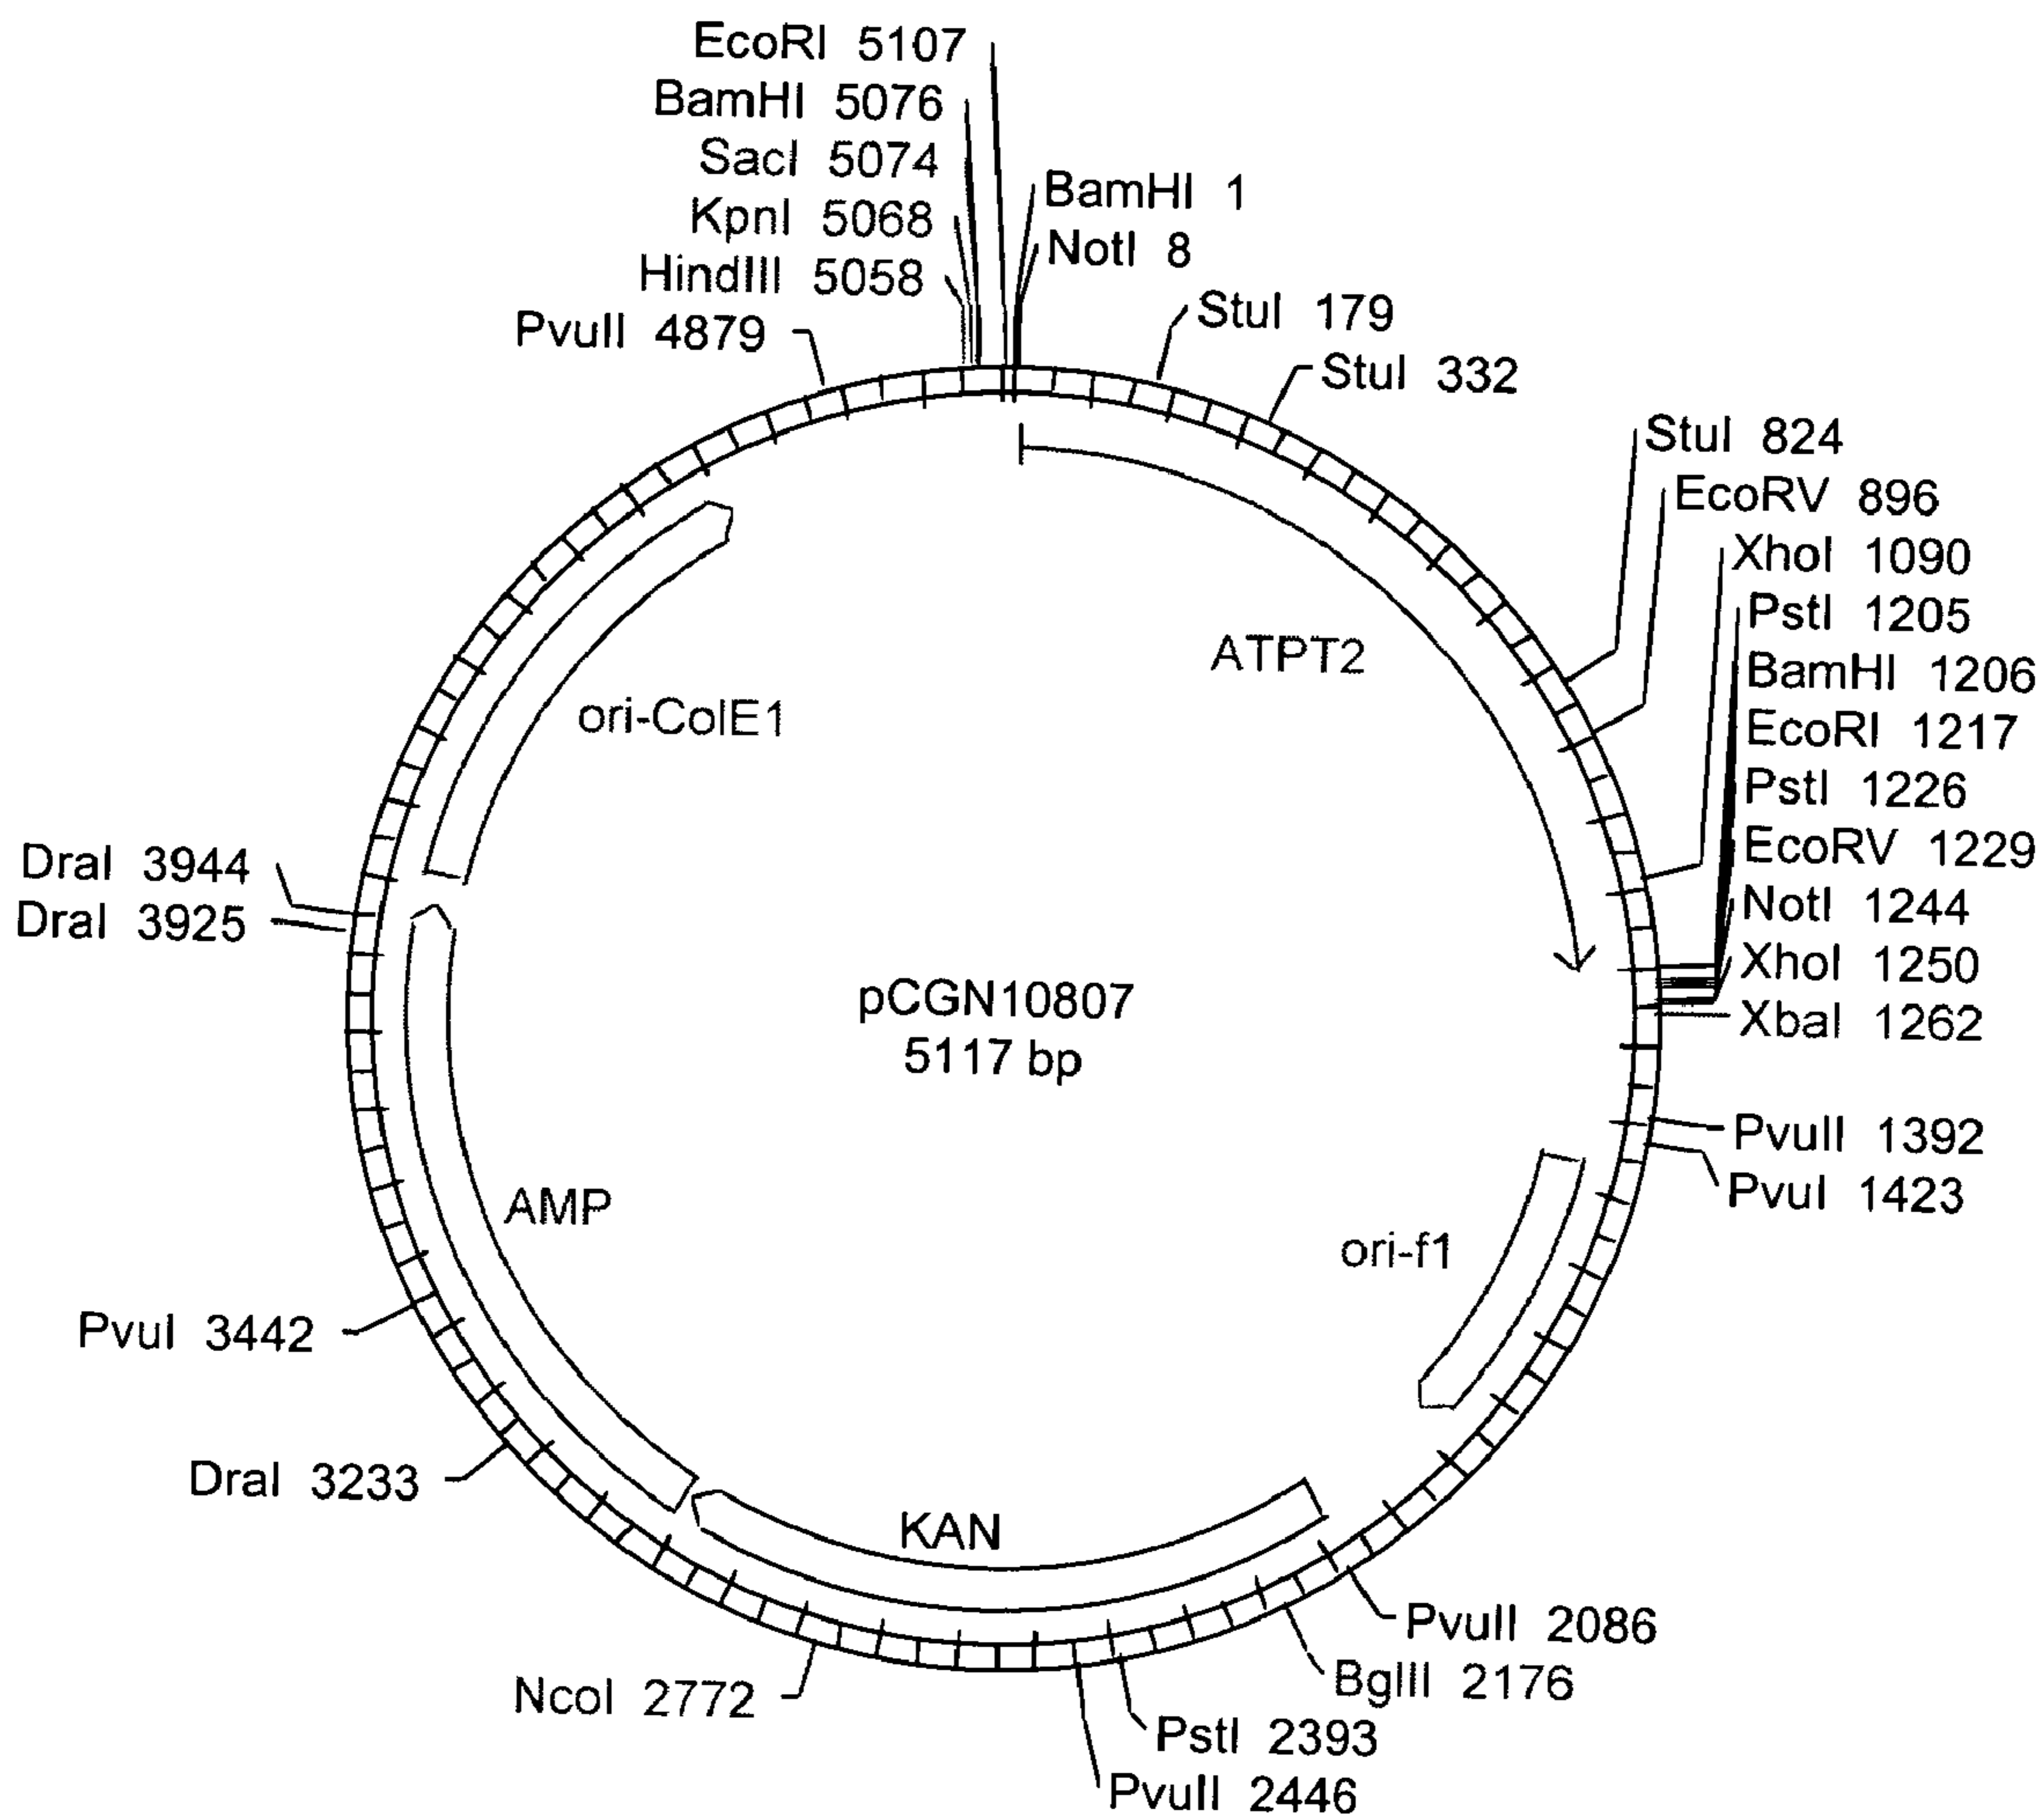 EcoRI 5107
BamHI 5076
SacI 5074
KpnI 5068
HindIII 5058
PvuII 4879
BamHI 1
NotI 8
StuI 179
StuI 332
StuI 824
EcoRV 896
XhoI 1090
PstI 1205
BamHI 1206
EcoRI 1217
PstI 1226
EcoRV 1229
NotI 1244
XhoI 1250
XbaI 1262
PvuII 1392
PvuI 1423
ATPT2
ori-ColE1
DraI 3944
DraI 3925
pCGN10807
5117 bp
AMP
ori-f1
PvuI 3442
DraI 3233
KAN
PvuII 2086
BglII 2176
NcoI 2772
PstI 2393
PvuII 2446